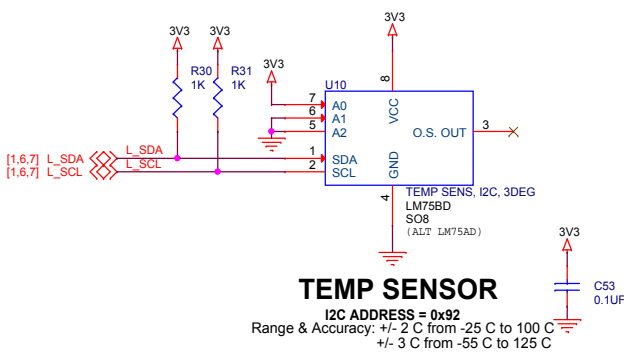 3V3 3V3 3V3
R30 R31
1K 1K
3V3
U10
8
7 A0
6 A1
5 A2
VCC
O.S. OUT 3
[1,6,7] L_SDA L_SDA 1 SDA
[1,6,7] L_SCL L_SCL 2 SCL
GND
4
TEMP SENS, I2C, 3DEG
LM75BD
SO8
(ALT LM75AD)
3V3
C53
0.1UF
TEMP SENSOR
I2C ADDRESS = 0x92
Range & Accuracy: +/- 2 C from -25 C to 100 C
+/- 3 C from -55 C to 125 C